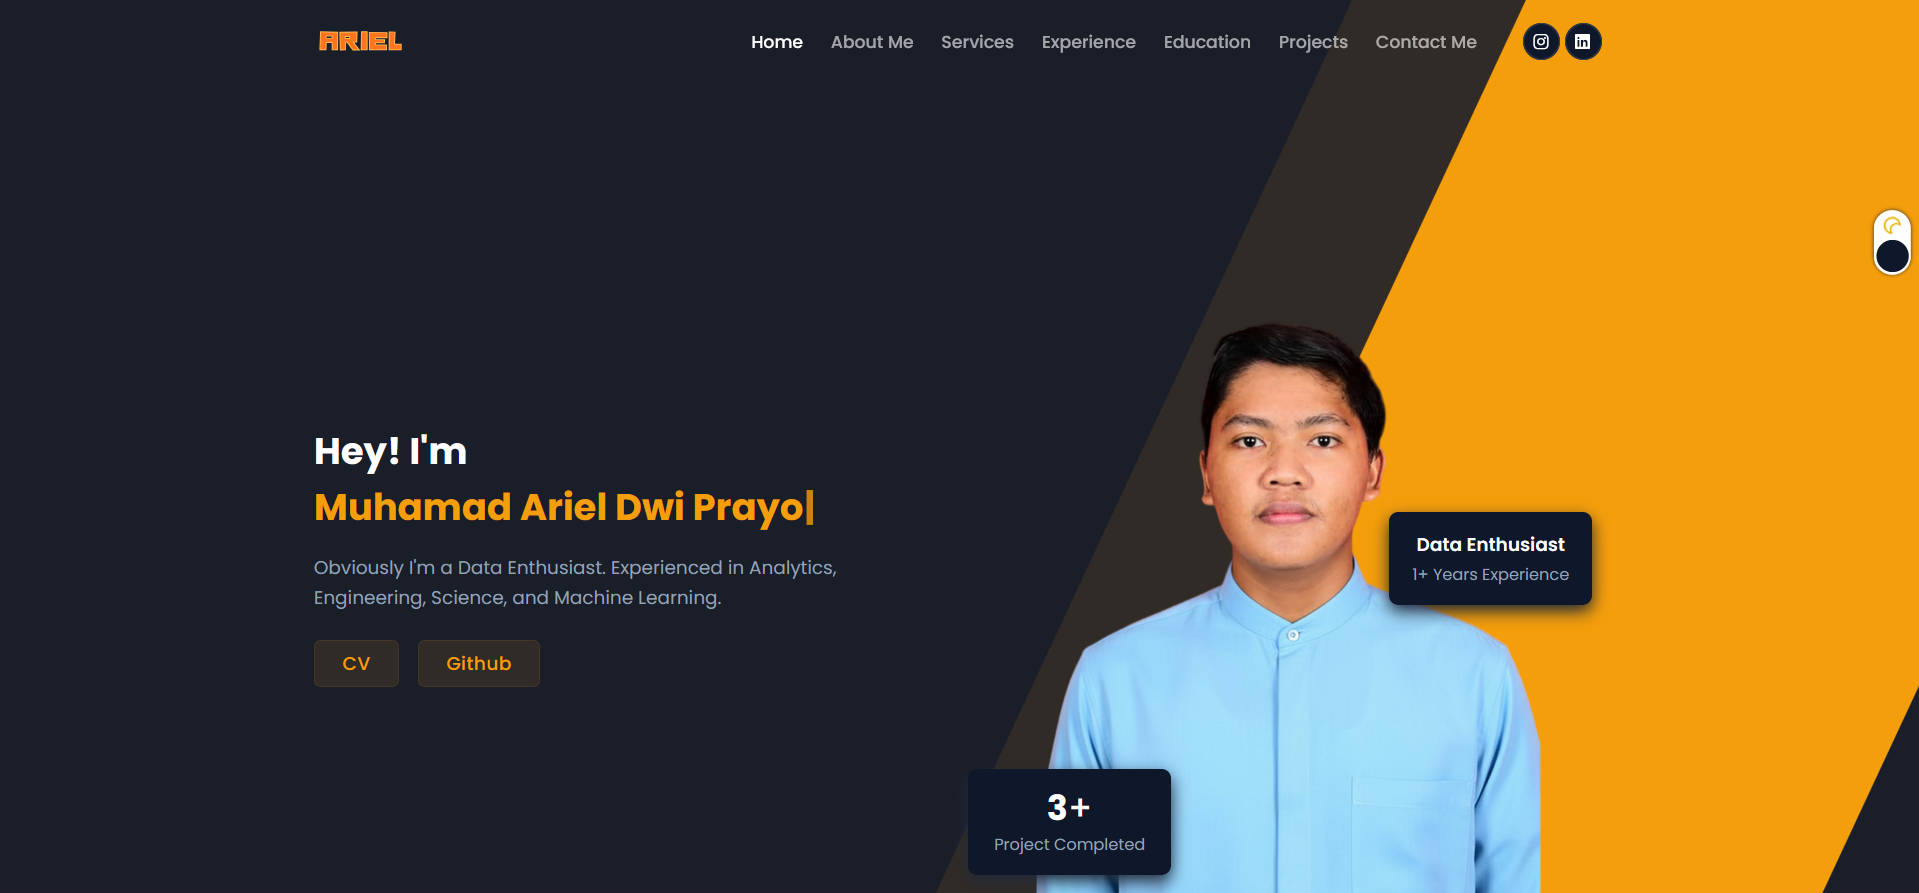 ARIEL
Home About Me Services Experience Education Projects Contact Me
Hey! I'm
Muhamad Ariel Dwi Prayo|
Obviously I'm a Data Enthusiast. Experienced in Analytics,
Engineering, Science, and Machine Learning.
CV Github
Data Enthusiast
1+ Years Experience
3+
Project Completed